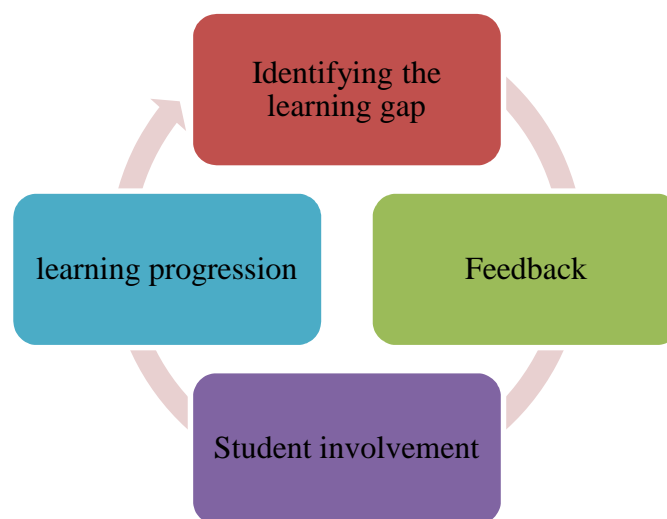 Identifying the
learning gap
learning progression
Feedback
Student involvement